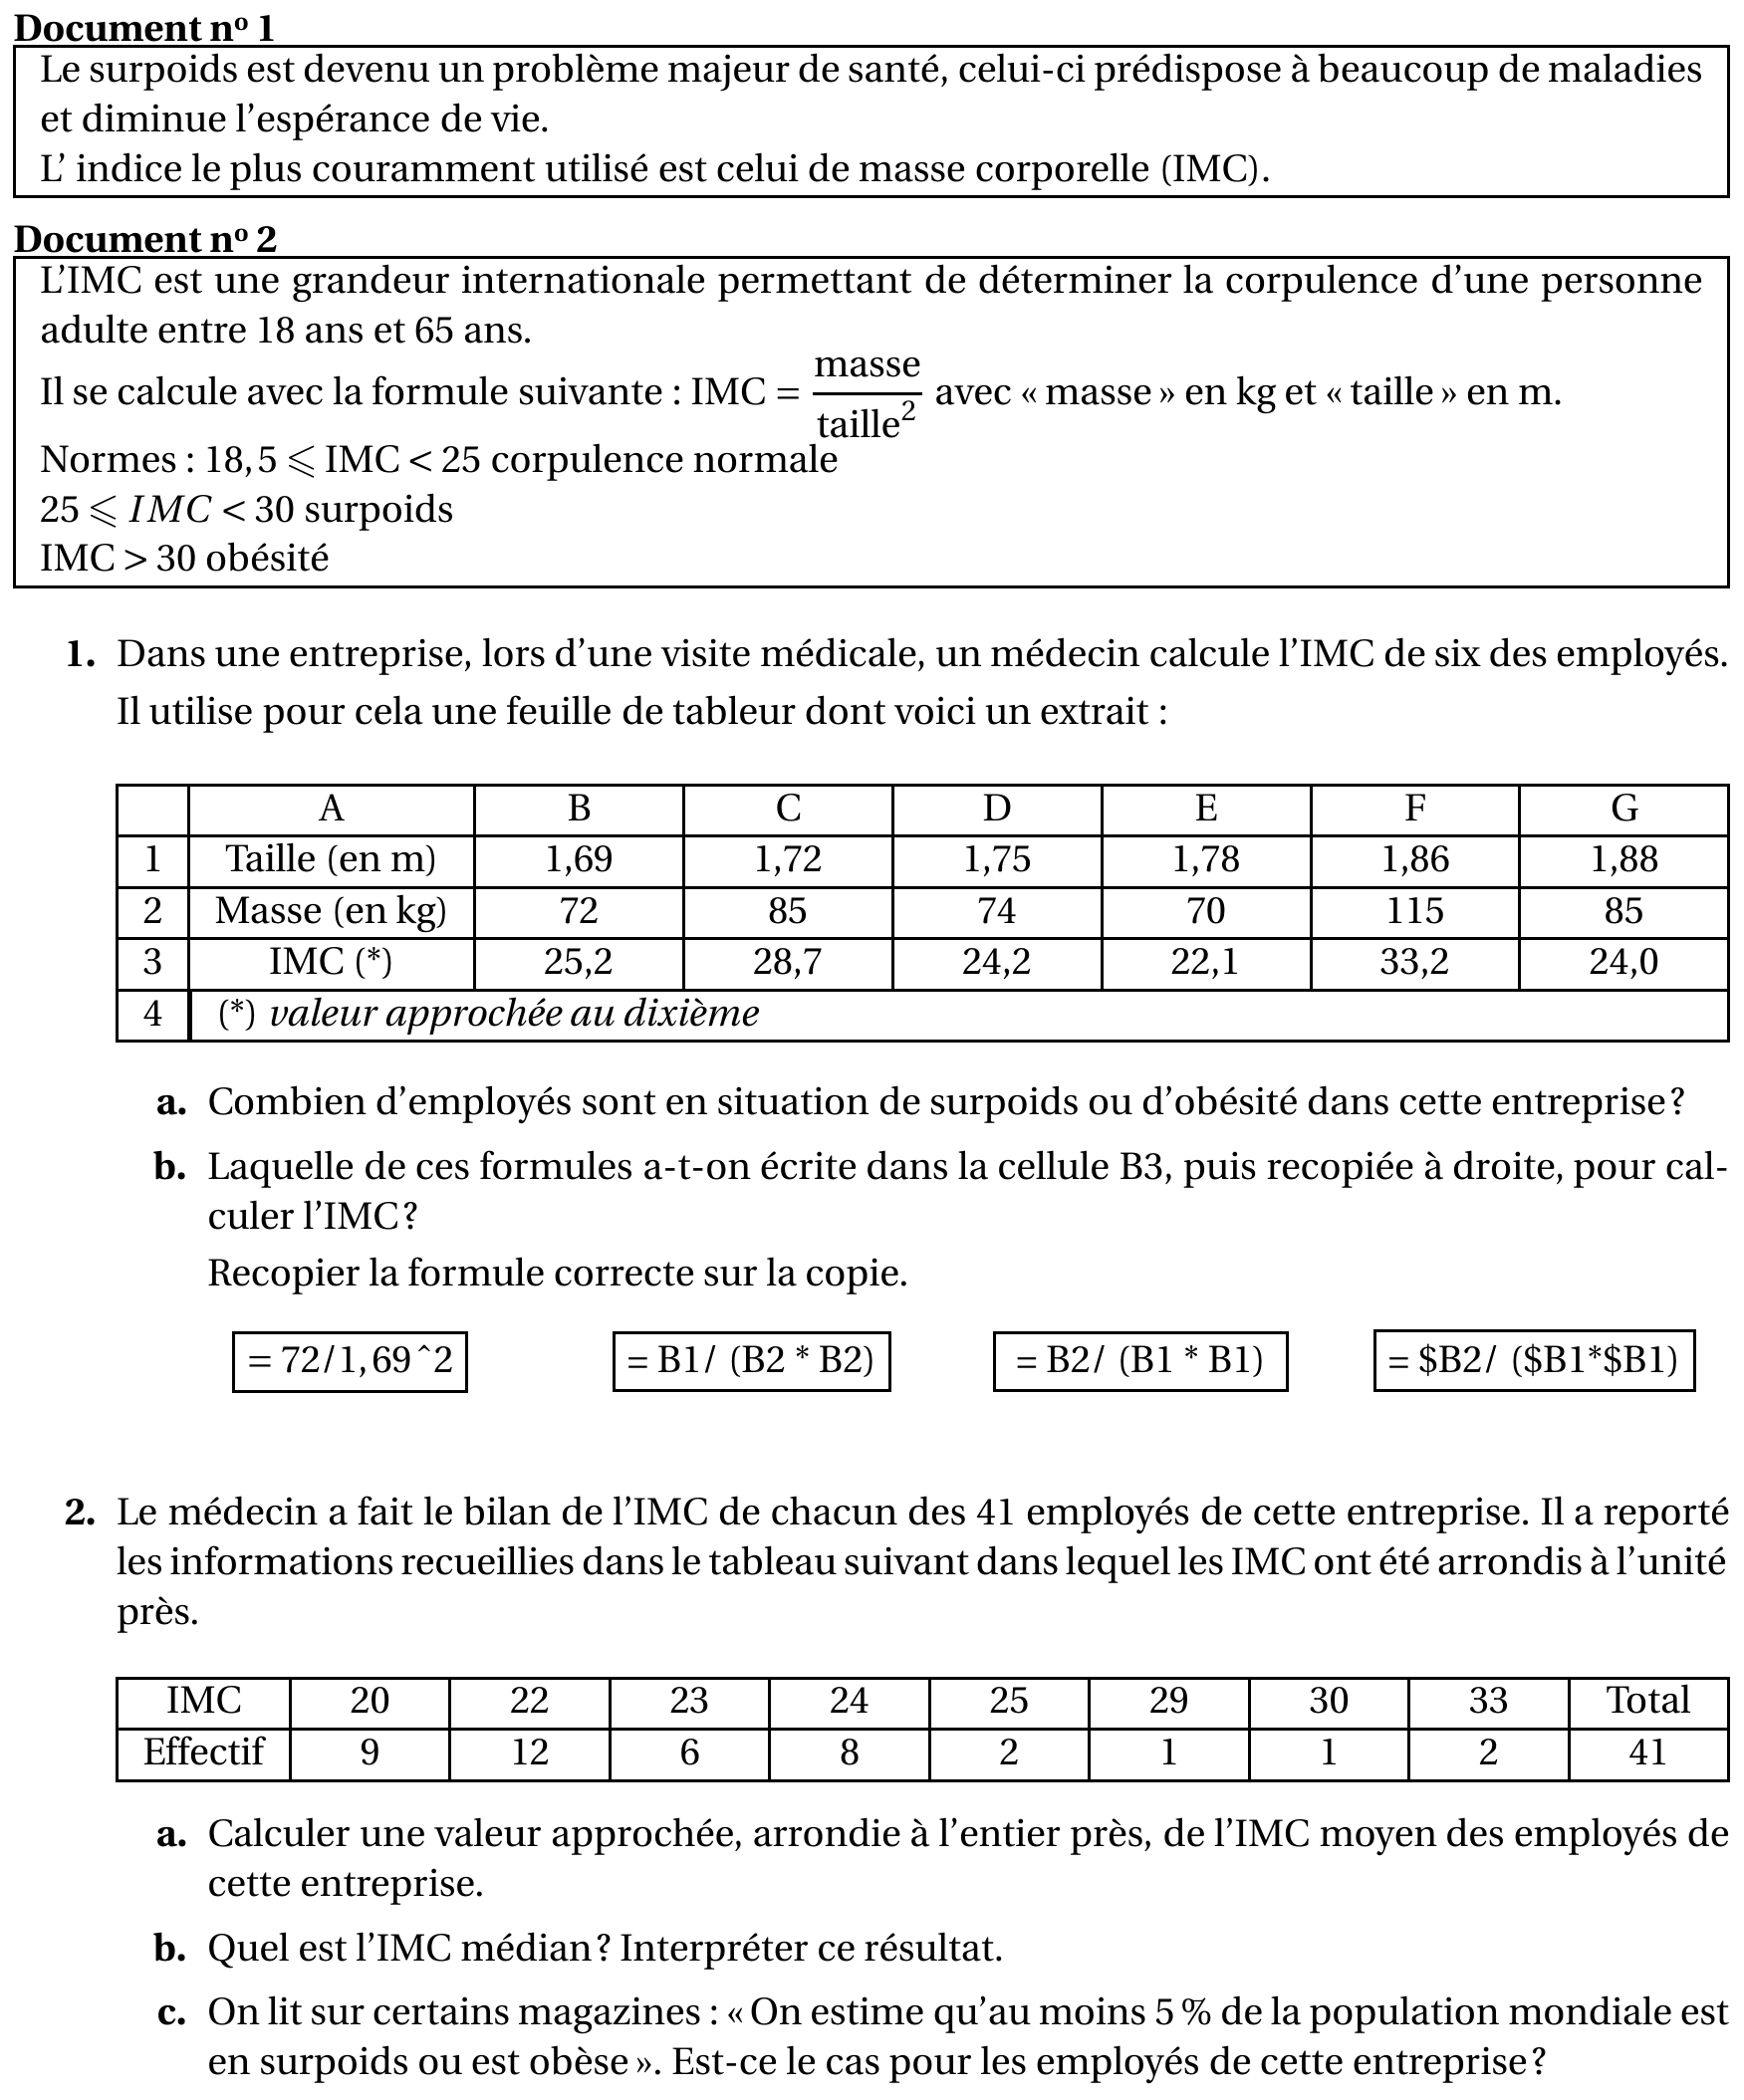 Document nº 1
Le surpoids est devenu un problème majeur de santé, celui-ci prédispose à beaucoup de maladies
et diminue l’espérance de vie.
L’ indice le plus couramment utilisé est celui de masse corporelle (IMC).
Document nº 2
L’IMC est une grandeur internationale permettant de déterminer la corpulence d’une personne
adulte entre 18 ans et 65 ans.
Il se calcule avec la formule suivante : IMC = masse / taille² avec « masse » en kg et « taille » en m.
Normes : 18,5 ⩽ IMC < 25 corpulence normale
25 ⩽ IMC < 30 surpoids
IMC > 30 obésité
1. Dans une entreprise, lors d’une visite médicale, un médecin calcule l’IMC de six des employés.
Il utilise pour cela une feuille de tableur dont voici un extrait :
A B C D E F G
1 Taille (en m) 1,69 1,72 1,75 1,78 1,86 1,88
2 Masse (en kg) 72 85 74 70 115 85
3 IMC (*) 25,2 28,7 24,2 22,1 33,2 24,0
4 (*) valeur approchée au dixième
a. Combien d’employés sont en situation de surpoids ou d’obésité dans cette entreprise ?
b. Laquelle de ces formules a-t-on écrite dans la cellule B3, puis recopiée à droite, pour cal-
culer l’IMC ?
Recopier la formule correcte sur la copie.
= 72/1,69ˆ2 = B1/ (B2 * B2) = B2/ (B1 * B1) = $B2/ ($B1*$B1)
2. Le médecin a fait le bilan de l’IMC de chacun des 41 employés de cette entreprise. Il a reporté
les informations recueillies dans le tableau suivant dans lequel les IMC ont été arrondis à l’unité
près.
IMC 20 22 23 24 25 29 30 33 Total
Effectif 9 12 6 8 2 1 1 2 41
a. Calculer une valeur approchée, arrondie à l’entier près, de l’IMC moyen des employés de
cette entreprise.
b. Quel est l’IMC médian ? Interpréter ce résultat.
c. On lit sur certains magazines : « On estime qu’au moins 5 % de la population mondiale est
en surpoids ou est obèse ». Est-ce le cas pour les employés de cette entreprise ?